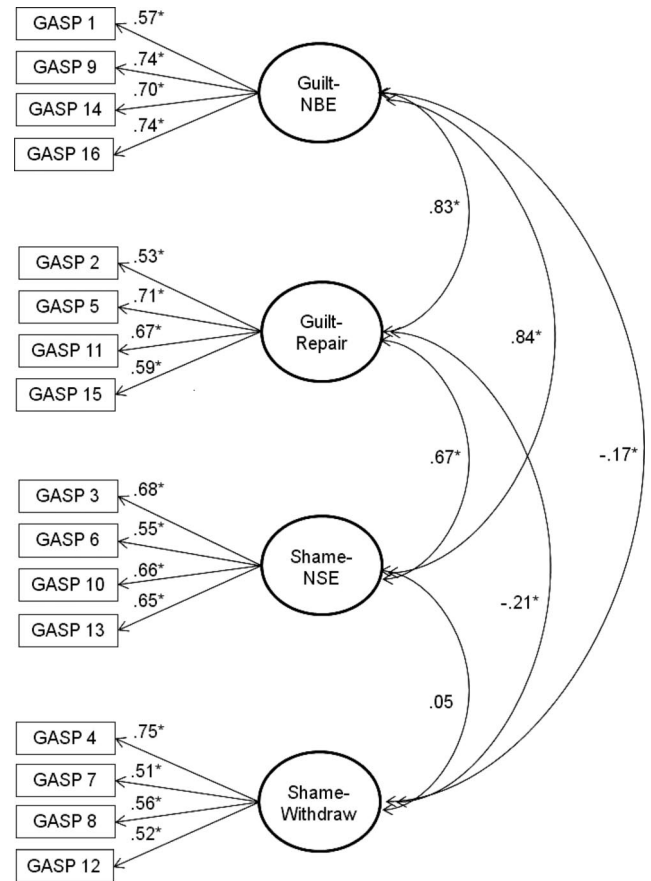 GASP 1
.57*
GASP 9
.74*
GASP 14
.70*
GASP 16
.74*
Guilt-
NBE
.83*
GASP 2
.53*
GASP 5
.71*
GASP 11
.67*
GASP 15
.59*
Guilt-
Repair
.84*
.67*
-.17*
GASP 3
.68*
GASP 6
.55*
GASP 10
.66*
GASP 13
.65*
Shame-
NSE
-.21*
.05
GASP 4
.75*
GASP 7
.51*
GASP 8
.56*
GASP 12
.52*
Shame-
Withdraw